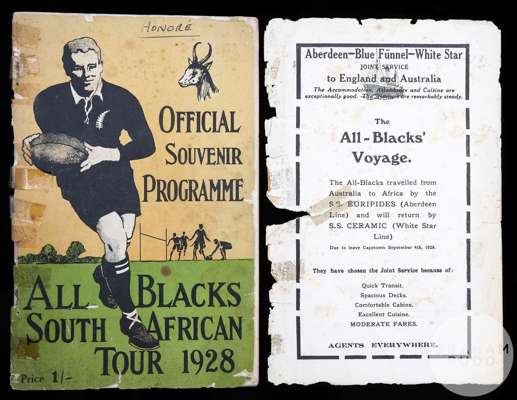 HONORÉ
OFFICIAL
SOUVENIR
PROGRAMME
ALL BLACKS
SOUTH AFRICAN
TOUR 1928
Price 1/-
Aberdeen-Blue Fünnel-White Star
JOINT SERVICE
to England and Australia
The Accommodation, Attendance and Cuisine are
exceptionally good. The Steamers are remarkably steady.
The
All-Blacks'
Voyage.
The All-Blacks travelled from
Australia to Africa by the
S.S. EURIPIDES (Aberdeen
Line) and will return by
S.S. CERAMIC (White Star
Line)
Due to leave Capetown September 4th, 1928.
They have chosen the Joint Service because of:
Quick Transit.
Spacious Decks.
Comfortable Cabins.
Excellent Cuisine.
MODERATE FARES.
AGENTS EVERYWHERE.